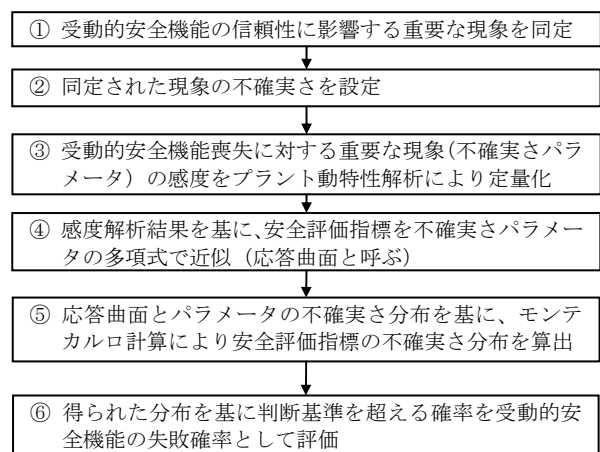 ① 受動的安全機能の信頼性に影響する重要な現象を同定
② 同定された現象の不確実さを設定
③ 受動的安全機能喪失に対する重要な現象(不確実さパラ
メータ）の感度をプラント動特性解析により定量化
④ 感度解析結果を基に、安全評価指標を不確実さパラメー
タの多項式で近似（応答曲面と呼ぶ）
⑤ 応答曲面とパラメータの不確実さ分布を基に、モンテ
カルロ計算により安全評価指標の不確実さ分布を算出
⑥ 得られた分布を基に判断基準を超える確率を受動的安
全機能の失敗確率として評価